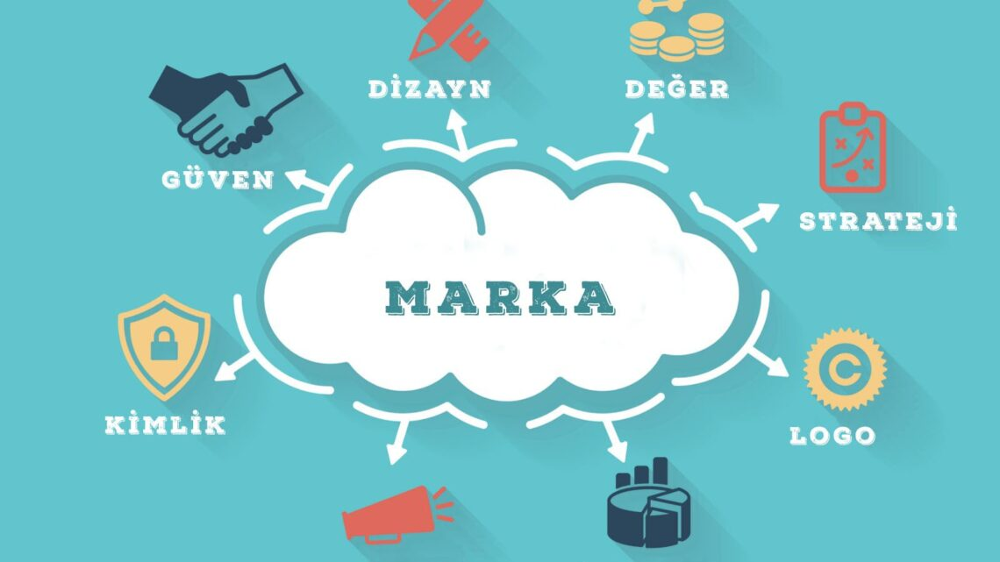 DİZAYN
DEĞER
GÜVEN
STRATEJİ
MARKA
KİMLİK
LOGO